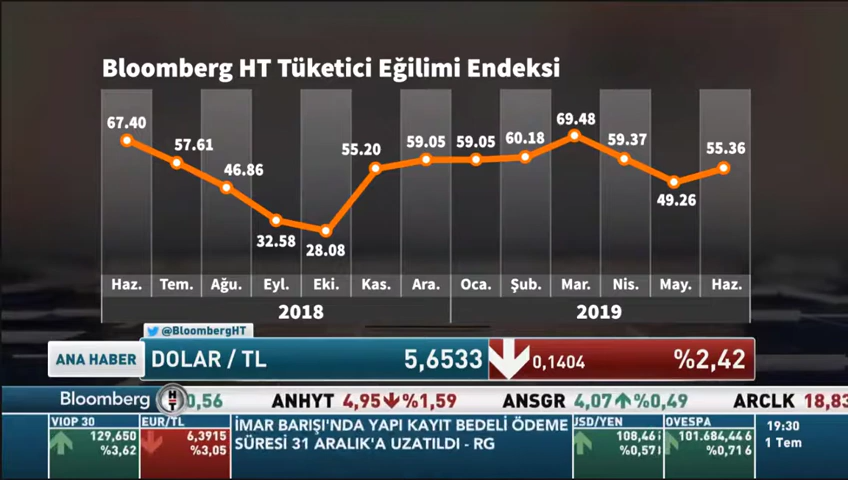 Bloomberg HT Tüketici Eğilimi Endeksi
67.40
57.61
46.86
32.58
28.08
55.20
59.05
59.05
60.18
69.48
59.37
49.26
55.36
Haz. Tem. Ağu. Eyl. Eki. Kas. Ara. Oca. Şub. Mar. Nis. May. Haz.
2018 2019
@BloombergHT
ANA HABER DOLAR / TL 5,6533 0,1404 %2,42
Bloomberg HT 0,56 ANHYT 4,95 %1,59 ANSGR 4,07 %0,49 ARCLK 18,83
VIOP 30 EUR/TL İMAR BARIŞI'NDA YAPI KAYIT BEDELİ ÖDEME USD/YEN OVESPA
129,650 6,3915 SÜRESİ 31 ARALIK'A UZATILDI - RG 108,46 101.684,446 19:30
%3,62 %3,05 %0,57 %0,716 1 Tem